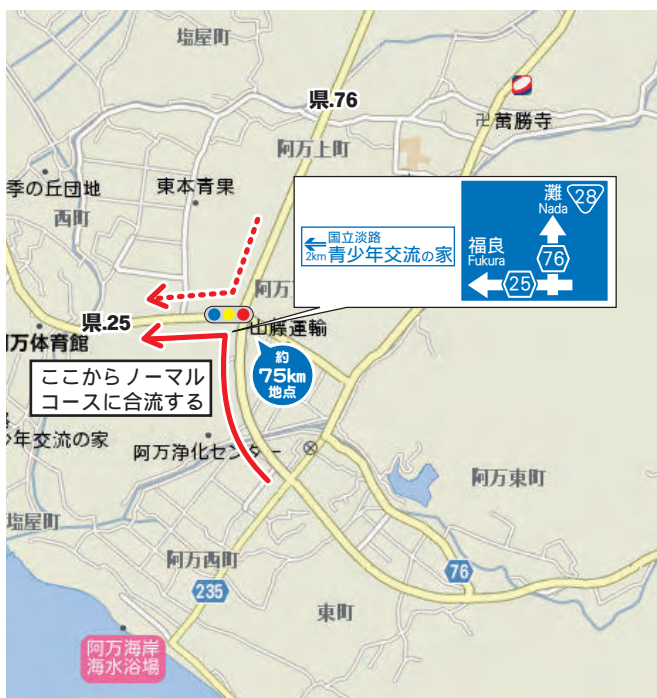 塩屋町
県.76
卍萬勝寺
阿万上町
季の丘団地
東本青果
西町
国立淡路
2km 青少年交流の家
灘
Nada
28
福良
Fukura
76
25
阿万
県.25
山藤運輸
万体育館
約
75km
地点
ここからノーマル
コースに合流する
少年交流の家
阿万浄化センター
阿万東町
塩屋町
阿万西町
76
235
東町
阿万海岸
海水浴場